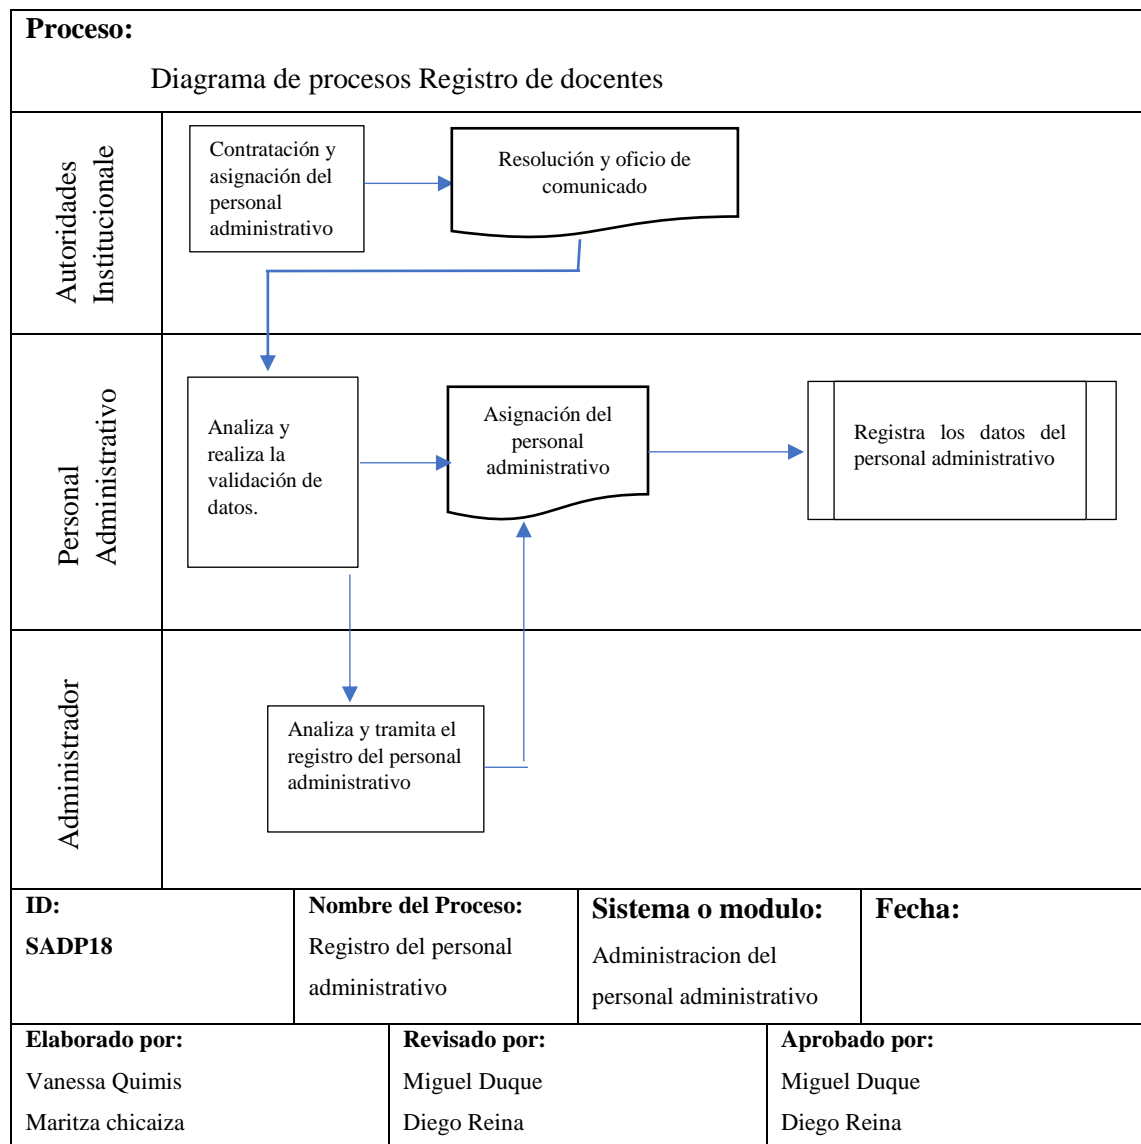 Proceso:
Diagrama de procesos Registro de docentes
Autoridades
Institucionale
Contratación y
asignación del
personal
administrativo
Resolución y oficio de
comunicado
Personal
Administrativo
Analiza y
realiza la
validación de
datos.
Asignación del
personal
administrativo
Registra los datos del
personal administrativo
Administrador
Analiza y tramita el
registro del personal
administrativo
ID:
SADP18
Nombre del Proceso:
Registro del personal
administrativo
Sistema o modulo:
Administracion del
personal administrativo
Fecha:
Elaborado por:
Vanessa Quimis
Maritza chicaiza
Revisado por:
Miguel Duque
Diego Reina
Aprobado por:
Miguel Duque
Diego Reina